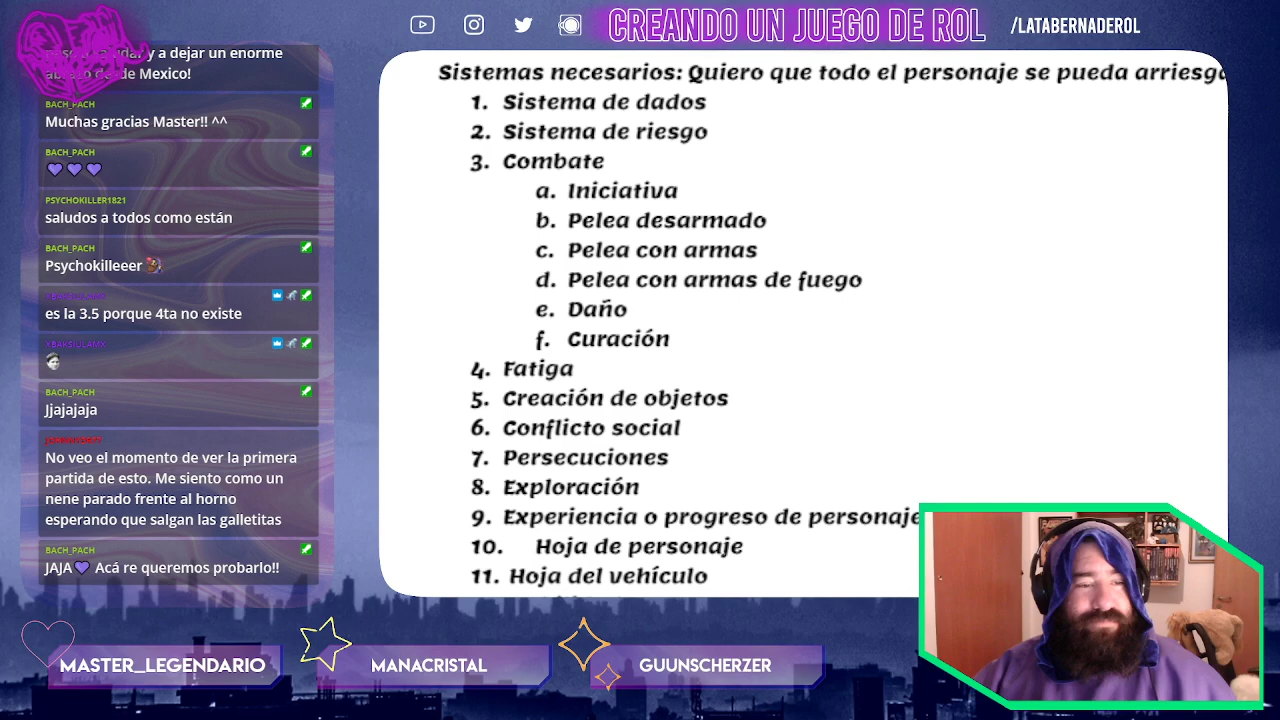 CREANDO UN JUEGO DE ROL
/LATABERNADEROL
y a dejar un enorme
de Mexico!
BACH_PACH
Muchas gracias Master!! ^^
BACH_PACH
PSYCHOKILLER1821
saludos a todos como están
BACH_PACH
Psychokilleeer
es la 3.5 porque 4ta no existe
BACH_PACH
Jjajajaja
No veo el momento de ver la primera
partida de esto. Me siento como un
nene parado frente al horno
esperando que salgan las galletitas
BACH_PACH
JAJA💜 Acá re queremos probarlo!!
Sistemas necesarios: Quiero que todo el personaje se pueda
1. Sistema de dados
2. Sistema de riesgo
3. Combate
a. Iniciativa
b. Pelea desarmado
c. Pelea con armas
d. Pelea con armas de fuego
e. Daño
f. Curación
4. Fatiga
5. Creación de objetos
6. Conflicto social
7. Persecuciones
8. Exploración
9. Experiencia o progreso de personaje
10. Hoja de personaje
11. Hoja del vehículo
MASTER_LEGENDARIO
MANACRISTAL
GUUNSCHERZER